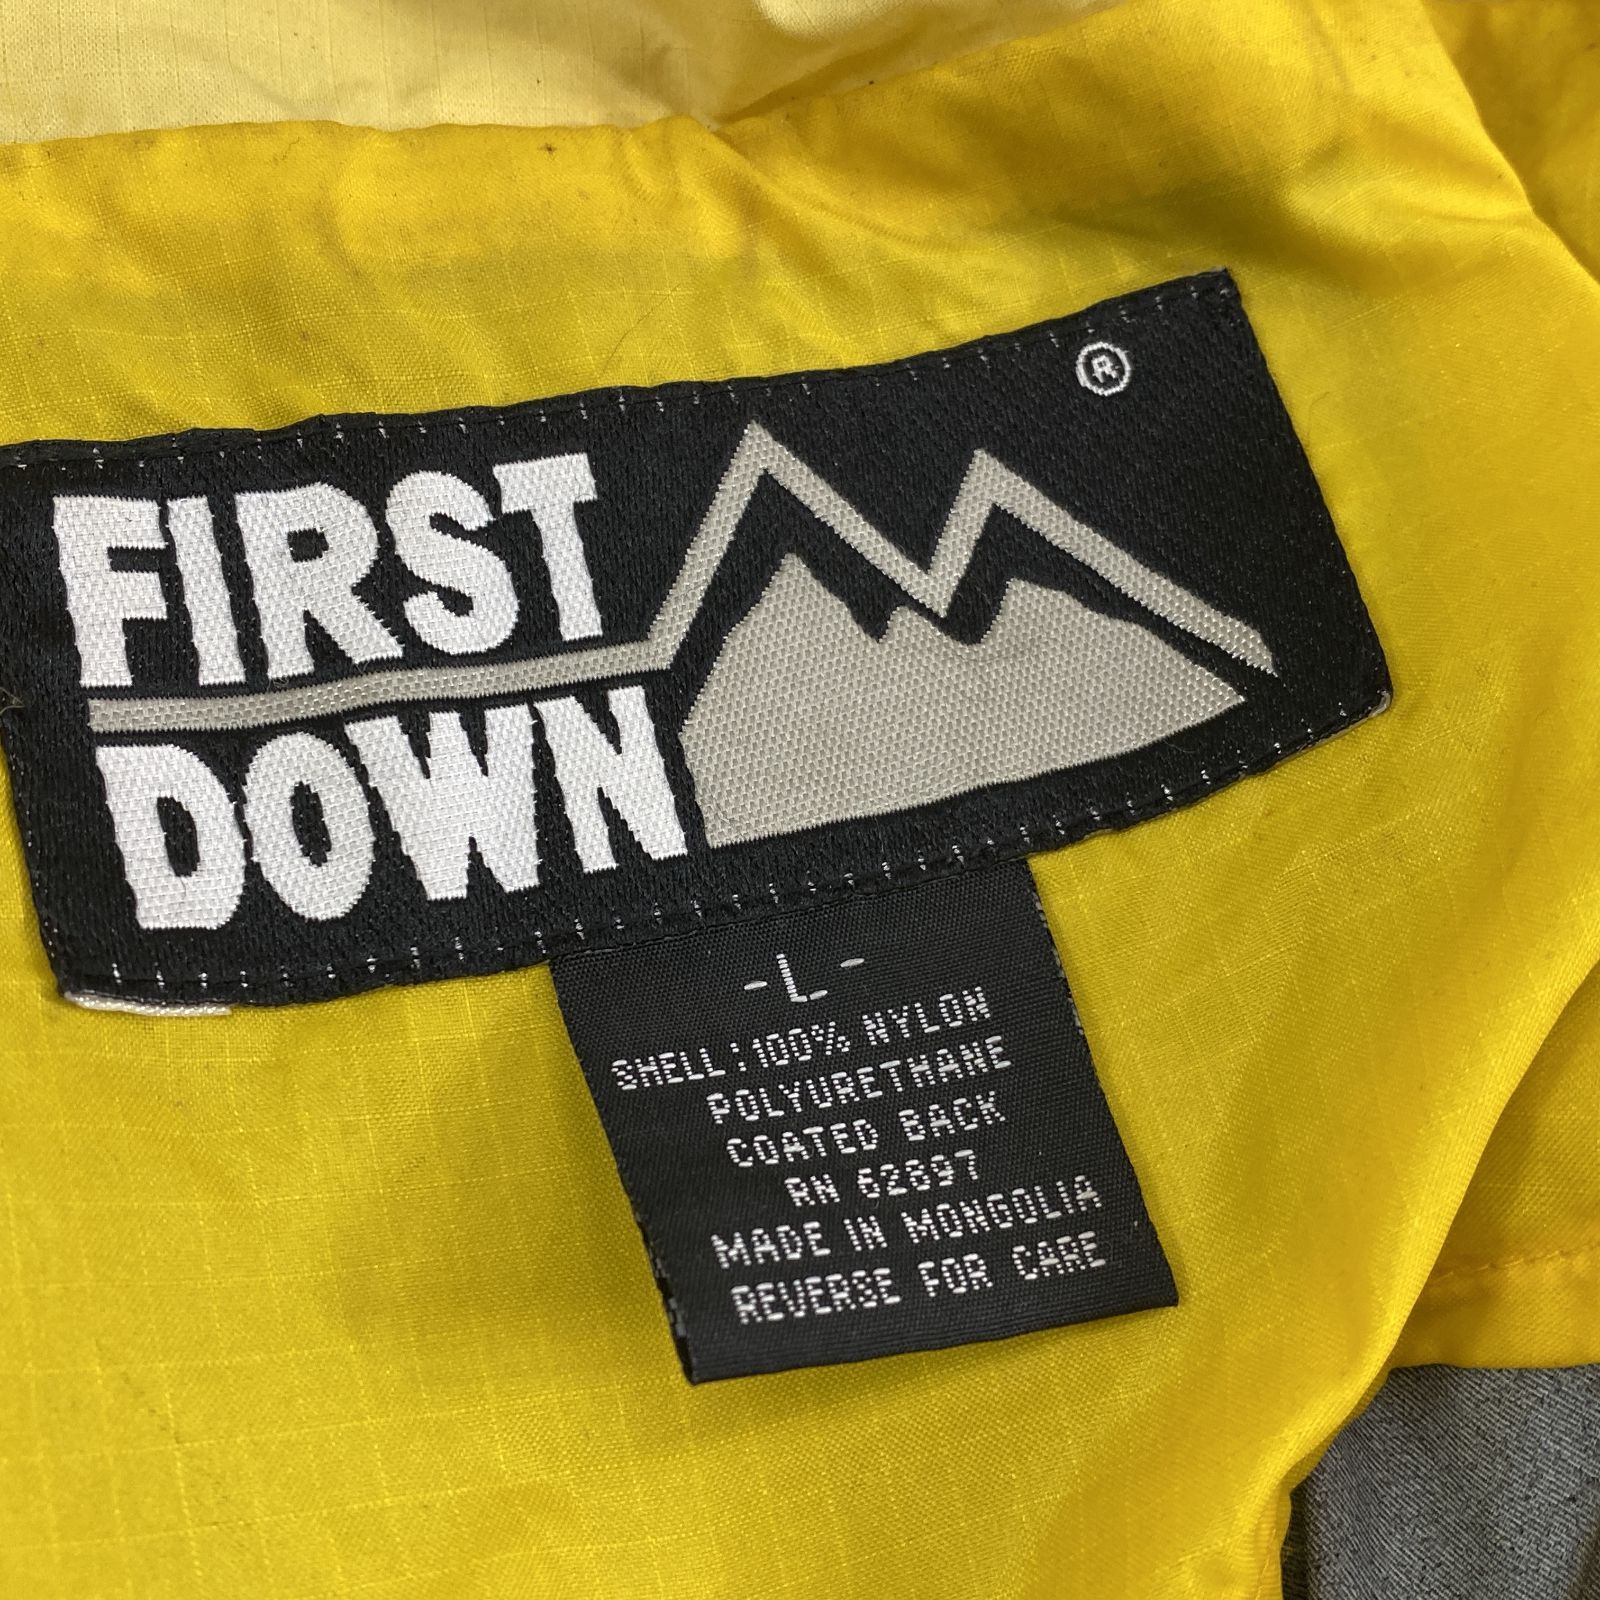 FIRST
DOWN
®
-L-
SHELL:100% NYLON
POLYURETHANE
COATED BACK
RN 62897
MADE IN MONGOLIA
REVERSE FOR CARE